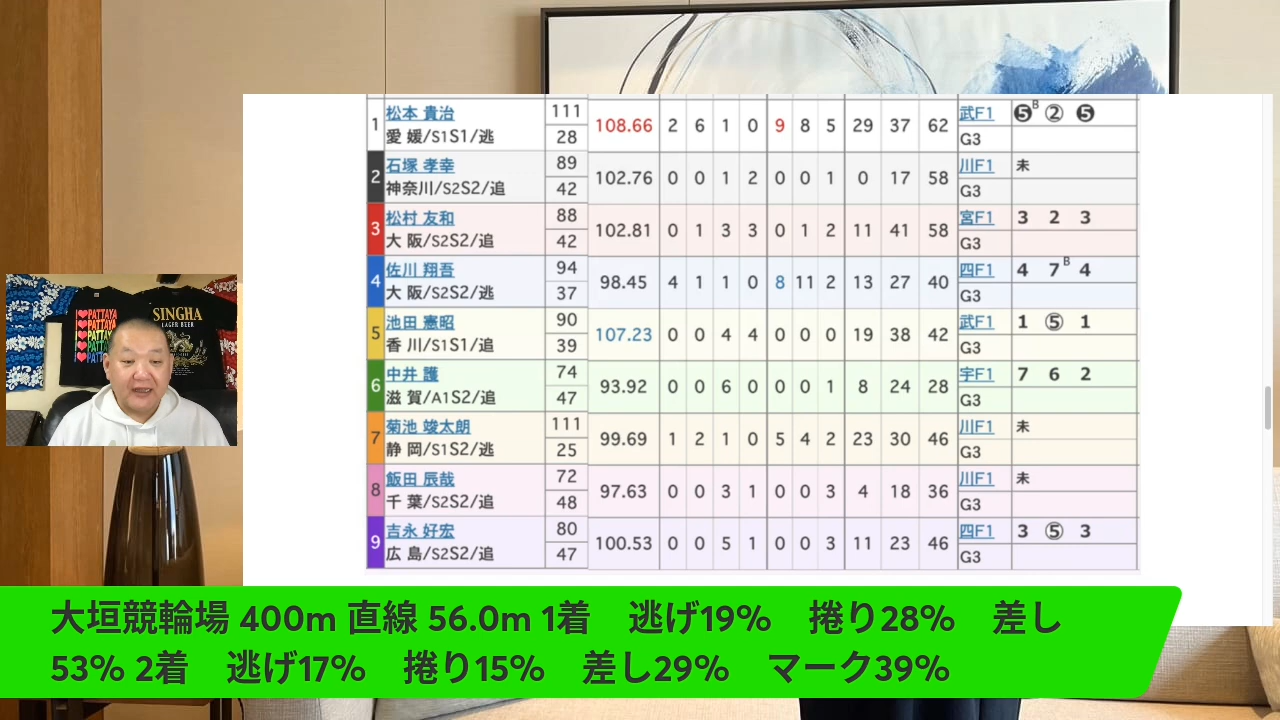 1 松本 貴治 111 108.66 2 6 1 0 9 8 5 29 37 62 武F1 ❺B ② ❺
愛 媛/S1S1/逃 28 G3
2 石塚 孝幸 89 102.76 0 0 1 2 0 0 1 0 17 58 川F1 未
神奈川/S2S2/追 42 G3
3 松村 友和 88 102.81 0 1 3 3 0 1 2 11 41 58 宮F1 3 2 3
大 阪/S2S2/追 42 G3
4 佐川 翔吾 94 98.45 4 1 1 0 8 11 2 13 27 40 四F1 4 7B 4
大 阪/S2S2/逃 37 G3
5 池田 憲昭 90 107.23 0 0 4 4 0 0 0 19 38 42 武F1 1 ⑤ 1
香 川/S1S1/追 39 G3
6 中井 護 74 93.92 0 0 6 0 0 0 1 8 24 28 宇F1 7 6 2
滋 賀/A1S2/追 47 G3
7 菊池 竣太朗 111 99.69 1 2 1 0 5 4 2 23 30 46 川F1 未
静 岡/S1S2/逃 25 G3
8 飯田 辰哉 72 97.63 0 0 3 1 0 0 3 4 18 36 川F1 未
千 葉/S2S2/追 48 G3
9 吉永 好宏 80 100.53 0 0 5 1 0 0 3 11 23 46 四F1 3 ⑤ 3
広 島/S2S2/追 47 G3
I ❤ PATTAYA
SINGHA
LAGER BEER
大垣競輪場 400m 直線 56.0m 1着　逃げ19%　捲り28%　差し
53% 2着　逃げ17%　捲り15%　差し29%　マーク39%